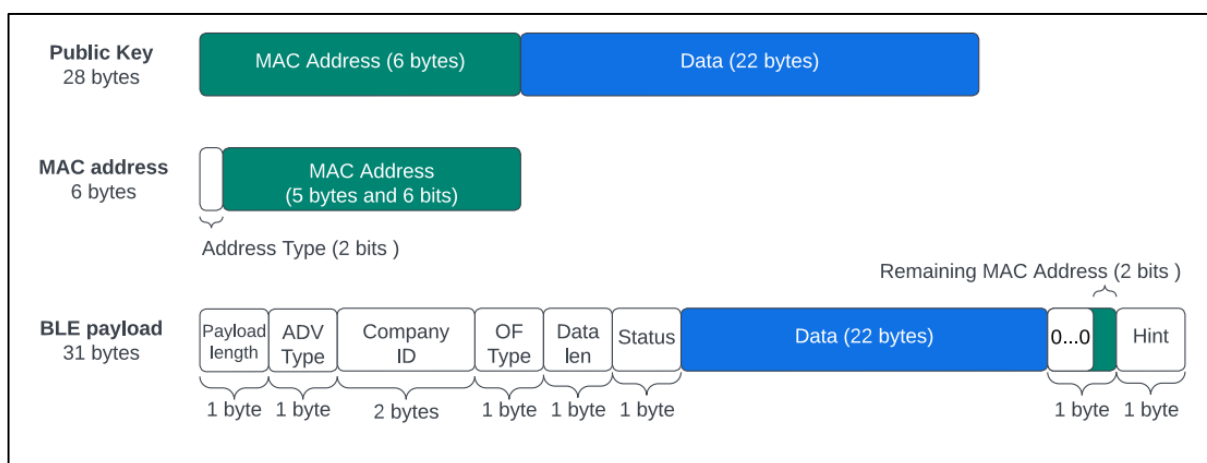 Public Key
28 bytes
MAC Address (6 bytes)
Data (22 bytes)
MAC address
6 bytes
MAC Address
(5 bytes and 6 bits)
Address Type (2 bits )
Remaining MAC Address (2 bits )
BLE payload
31 bytes
Payload
length
ADV
Type
Company
ID
OF
Type
Data
len
Status
Data (22 bytes)
0...0
Hint
1 byte
1 byte
2 bytes
1 byte
1 byte
1 byte
1 byte
1 byte